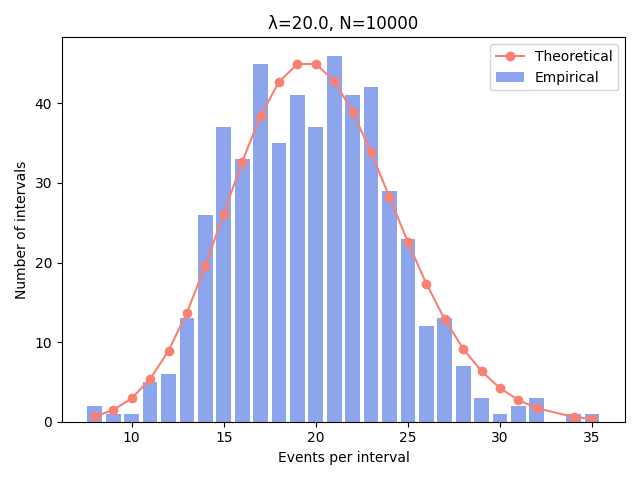 λ=20.0, N=10000
Theoretical
Empirical
Number of intervals
40
30
20
10
0
10 15 20 25 30 35
Events per interval